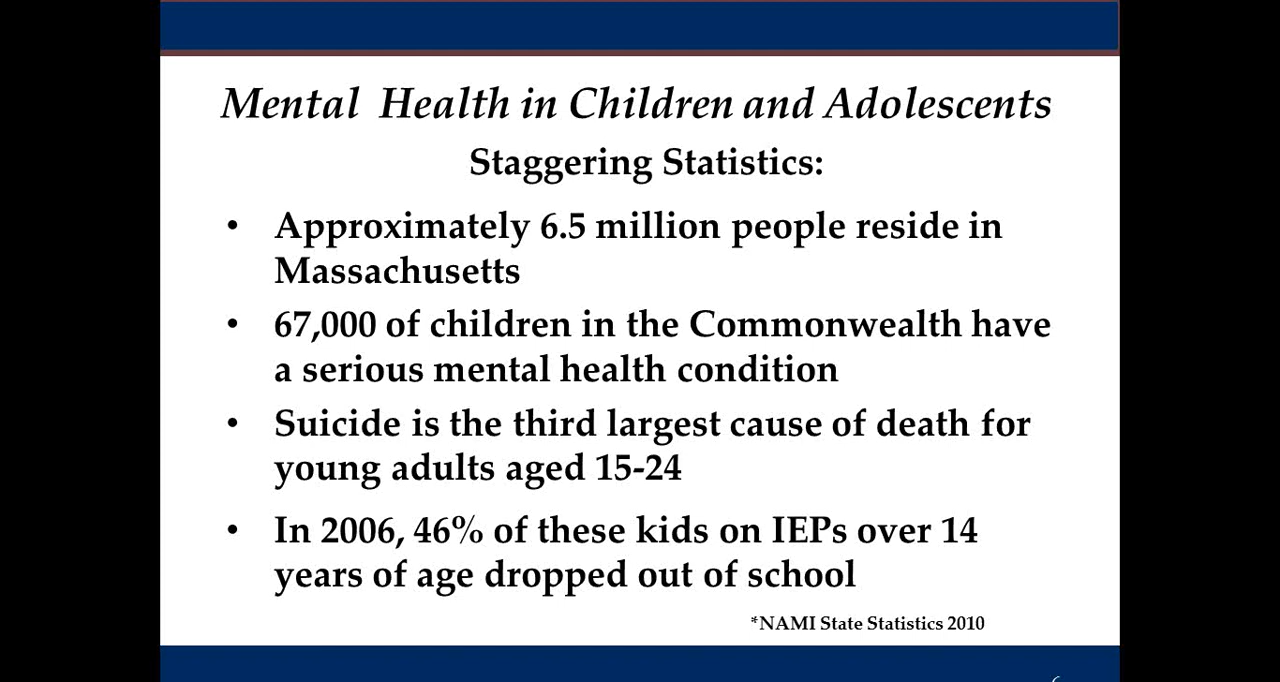 Mental Health in Children and Adolescents
Staggering Statistics:
• Approximately 6.5 million people reside in
Massachusetts
• 67,000 of children in the Commonwealth have
a serious mental health condition
• Suicide is the third largest cause of death for
young adults aged 15-24
• In 2006, 46% of these kids on IEPs over 14
years of age dropped out of school
*NAMI State Statistics 2010